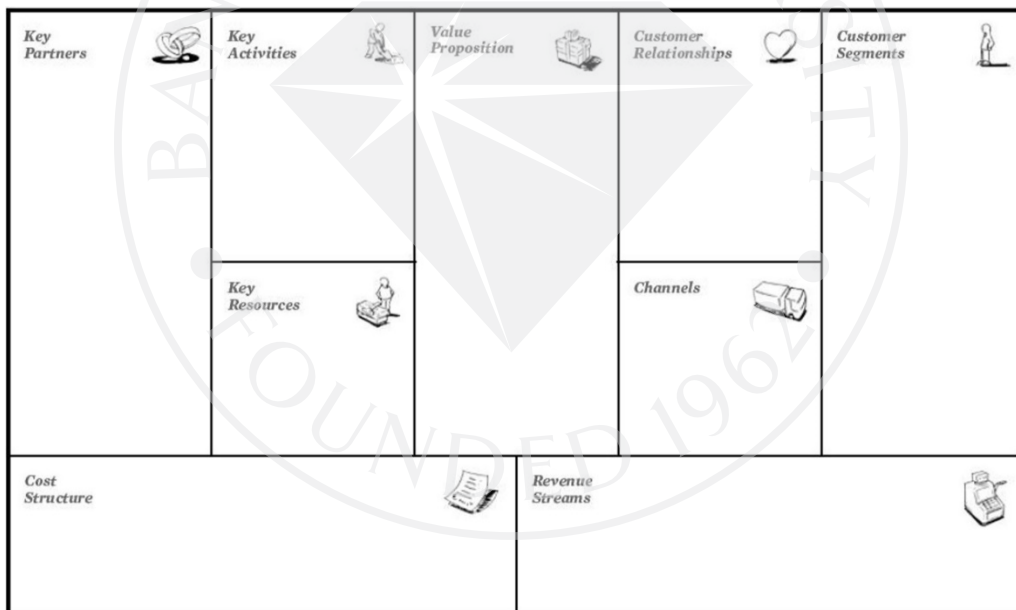 Key
Partners
Key
Activities
Value
Proposition
Customer
Relationships
Customer
Segments
Key
Resources
Channels
Cost
Structure
Revenue
Streams
FOUNDED 1962